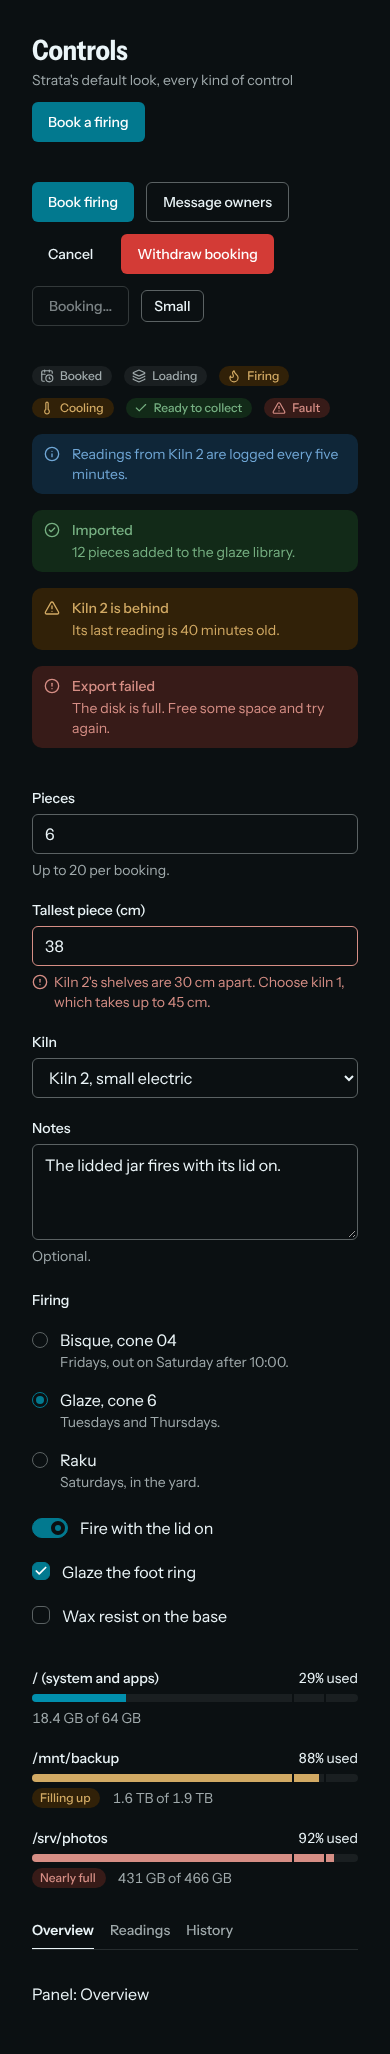 Controls
Strata's default look, every kind of control
Book a firing
Book firing
Message owners
Cancel
Withdraw booking
Booking...
Small
Booked
Loading
Firing
Cooling
Ready to collect
Fault
Readings from Kiln 2 are logged every five
minutes.
Imported
12 pieces added to the glaze library.
Kiln 2 is behind
Its last reading is 40 minutes old.
Export failed
The disk is full. Free some space and try
again.
Pieces
6
Up to 20 per booking.
Tallest piece (cm)
38
Kiln 2's shelves are 30 cm apart. Choose kiln 1,
which takes up to 45 cm.
Kiln
Kiln 2, small electric
Notes
The lidded jar fires with its lid on.
Optional.
Firing
Bisque, cone 04
Fridays, out on Saturday after 10:00.
Glaze, cone 6
Tuesdays and Thursdays.
Raku
Saturdays, in the yard.
Fire with the lid on
Glaze the foot ring
Wax resist on the base
/ (system and apps)
29% used
18.4 GB of 64 GB
/mnt/backup
88% used
Filling up
1.6 TB of 1.9 TB
/srv/photos
92% used
Nearly full
431 GB of 466 GB
Overview
Readings
History
Panel: Overview